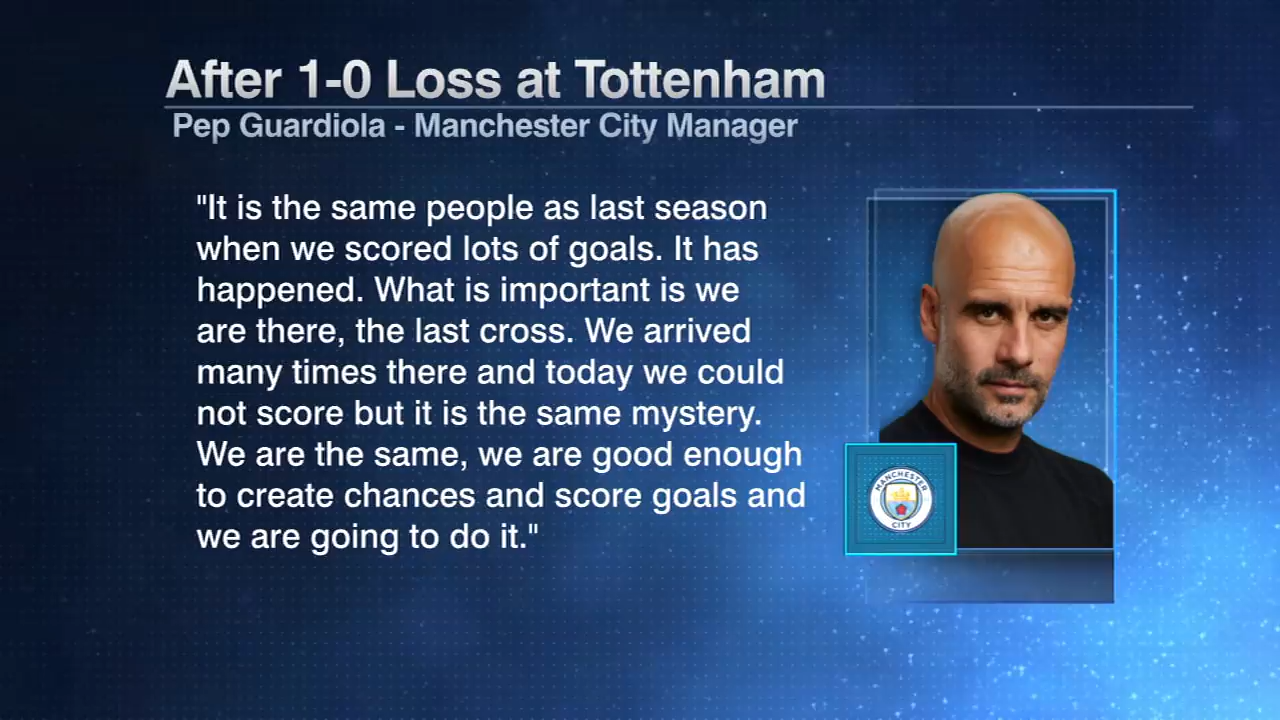 After 1-0 Loss at Tottenham
Pep Guardiola - Manchester City Manager
"It is the same people as last season
when we scored lots of goals. It has
happened. What is important is we
are there, the last cross. We arrived
many times there and today we could
not score but it is the same mystery.
We are the same, we are good enough
to create chances and score goals and
we are going to do it."
MANCHESTER
CITY